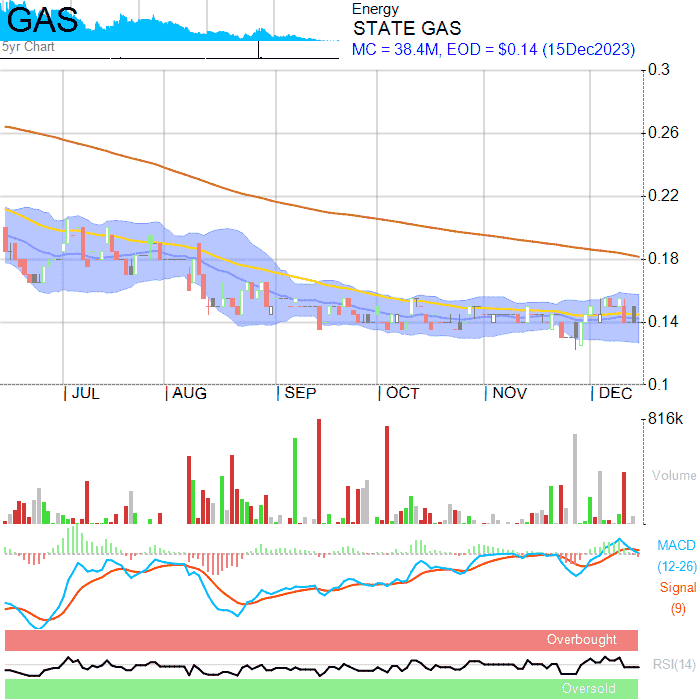 GAS
Energy
STATE GAS
5yr Chart
MC = 38.4M, EOD = $0.14 (15Dec2023)
0.3
0.26
0.22
0.18
0.14
0.1
JUL AUG SEP OCT NOV DEC
816k
Volume
MACD
(12-26)
Signal
(9)
Overbought
RSI(14)
Oversold